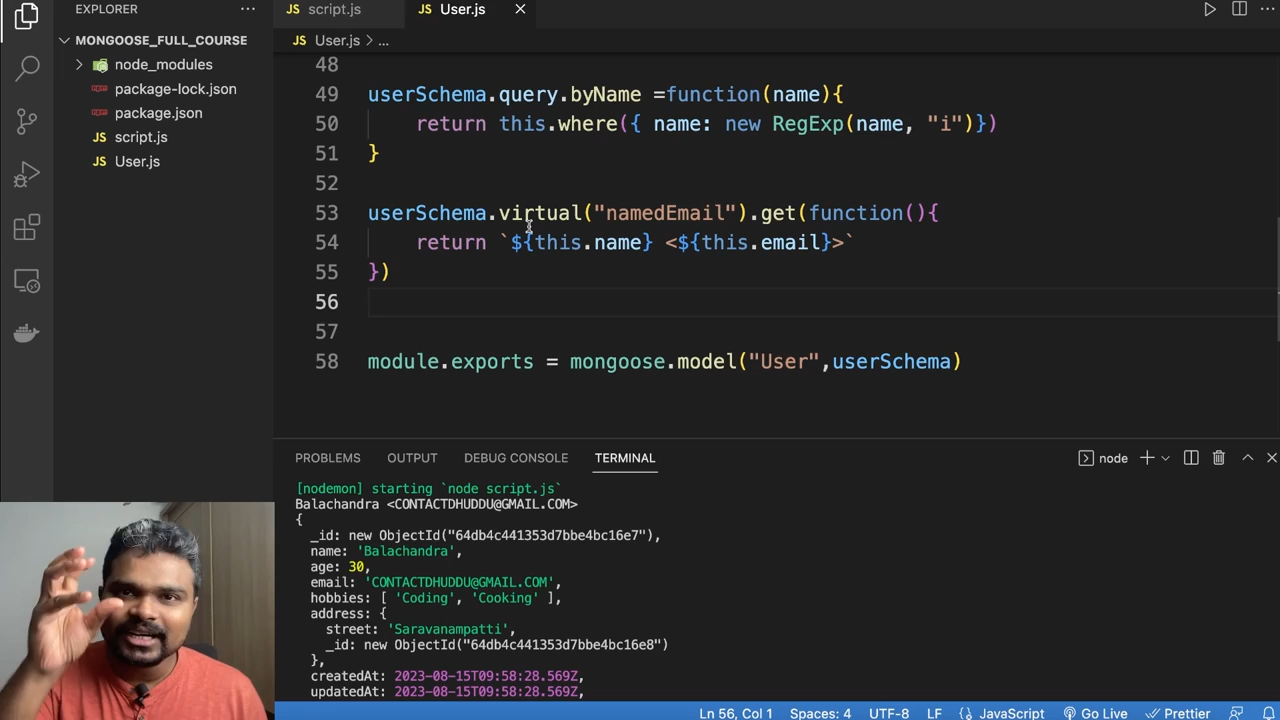 EXPLORER
script.js
User.js
MONGOOSE_FULL_COURSE
node_modules
package-lock.json
package.json
script.js
User.js
User.js > ...
48
49 userSchema.query.byName =function(name){
50 return this.where({ name: new RegExp(name, "i")})
51 }
52
53 userSchema.virtual("namedEmail").get(function(){
54 return `${this.name} <${this.email}>`
55 })
56
57
58 module.exports = mongoose.model("User",userSchema)
PROBLEMS OUTPUT DEBUG CONSOLE TERMINAL
node
[nodemon] starting `node script.js`
Balachandra <CONTACTDHUDDU@GMAIL.COM>
{
_id: new ObjectId("64db4c441353d7bbe4bc16e7"),
name: 'Balachandra',
age: 30,
email: 'CONTACTDHUDDU@GMAIL.COM',
hobbies: [ 'Coding', 'Cooking' ],
address: {
street: 'Saravanampatti',
_id: new ObjectId("64db4c441353d7bbe4bc16e8")
},
createdAt: 2023-08-15T09:58:28.569Z,
updatedAt: 2023-08-15T09:58:28.569Z,
Ln 56, Col 1 Spaces: 4 UTF-8 LF JavaScript Go Live Prettier